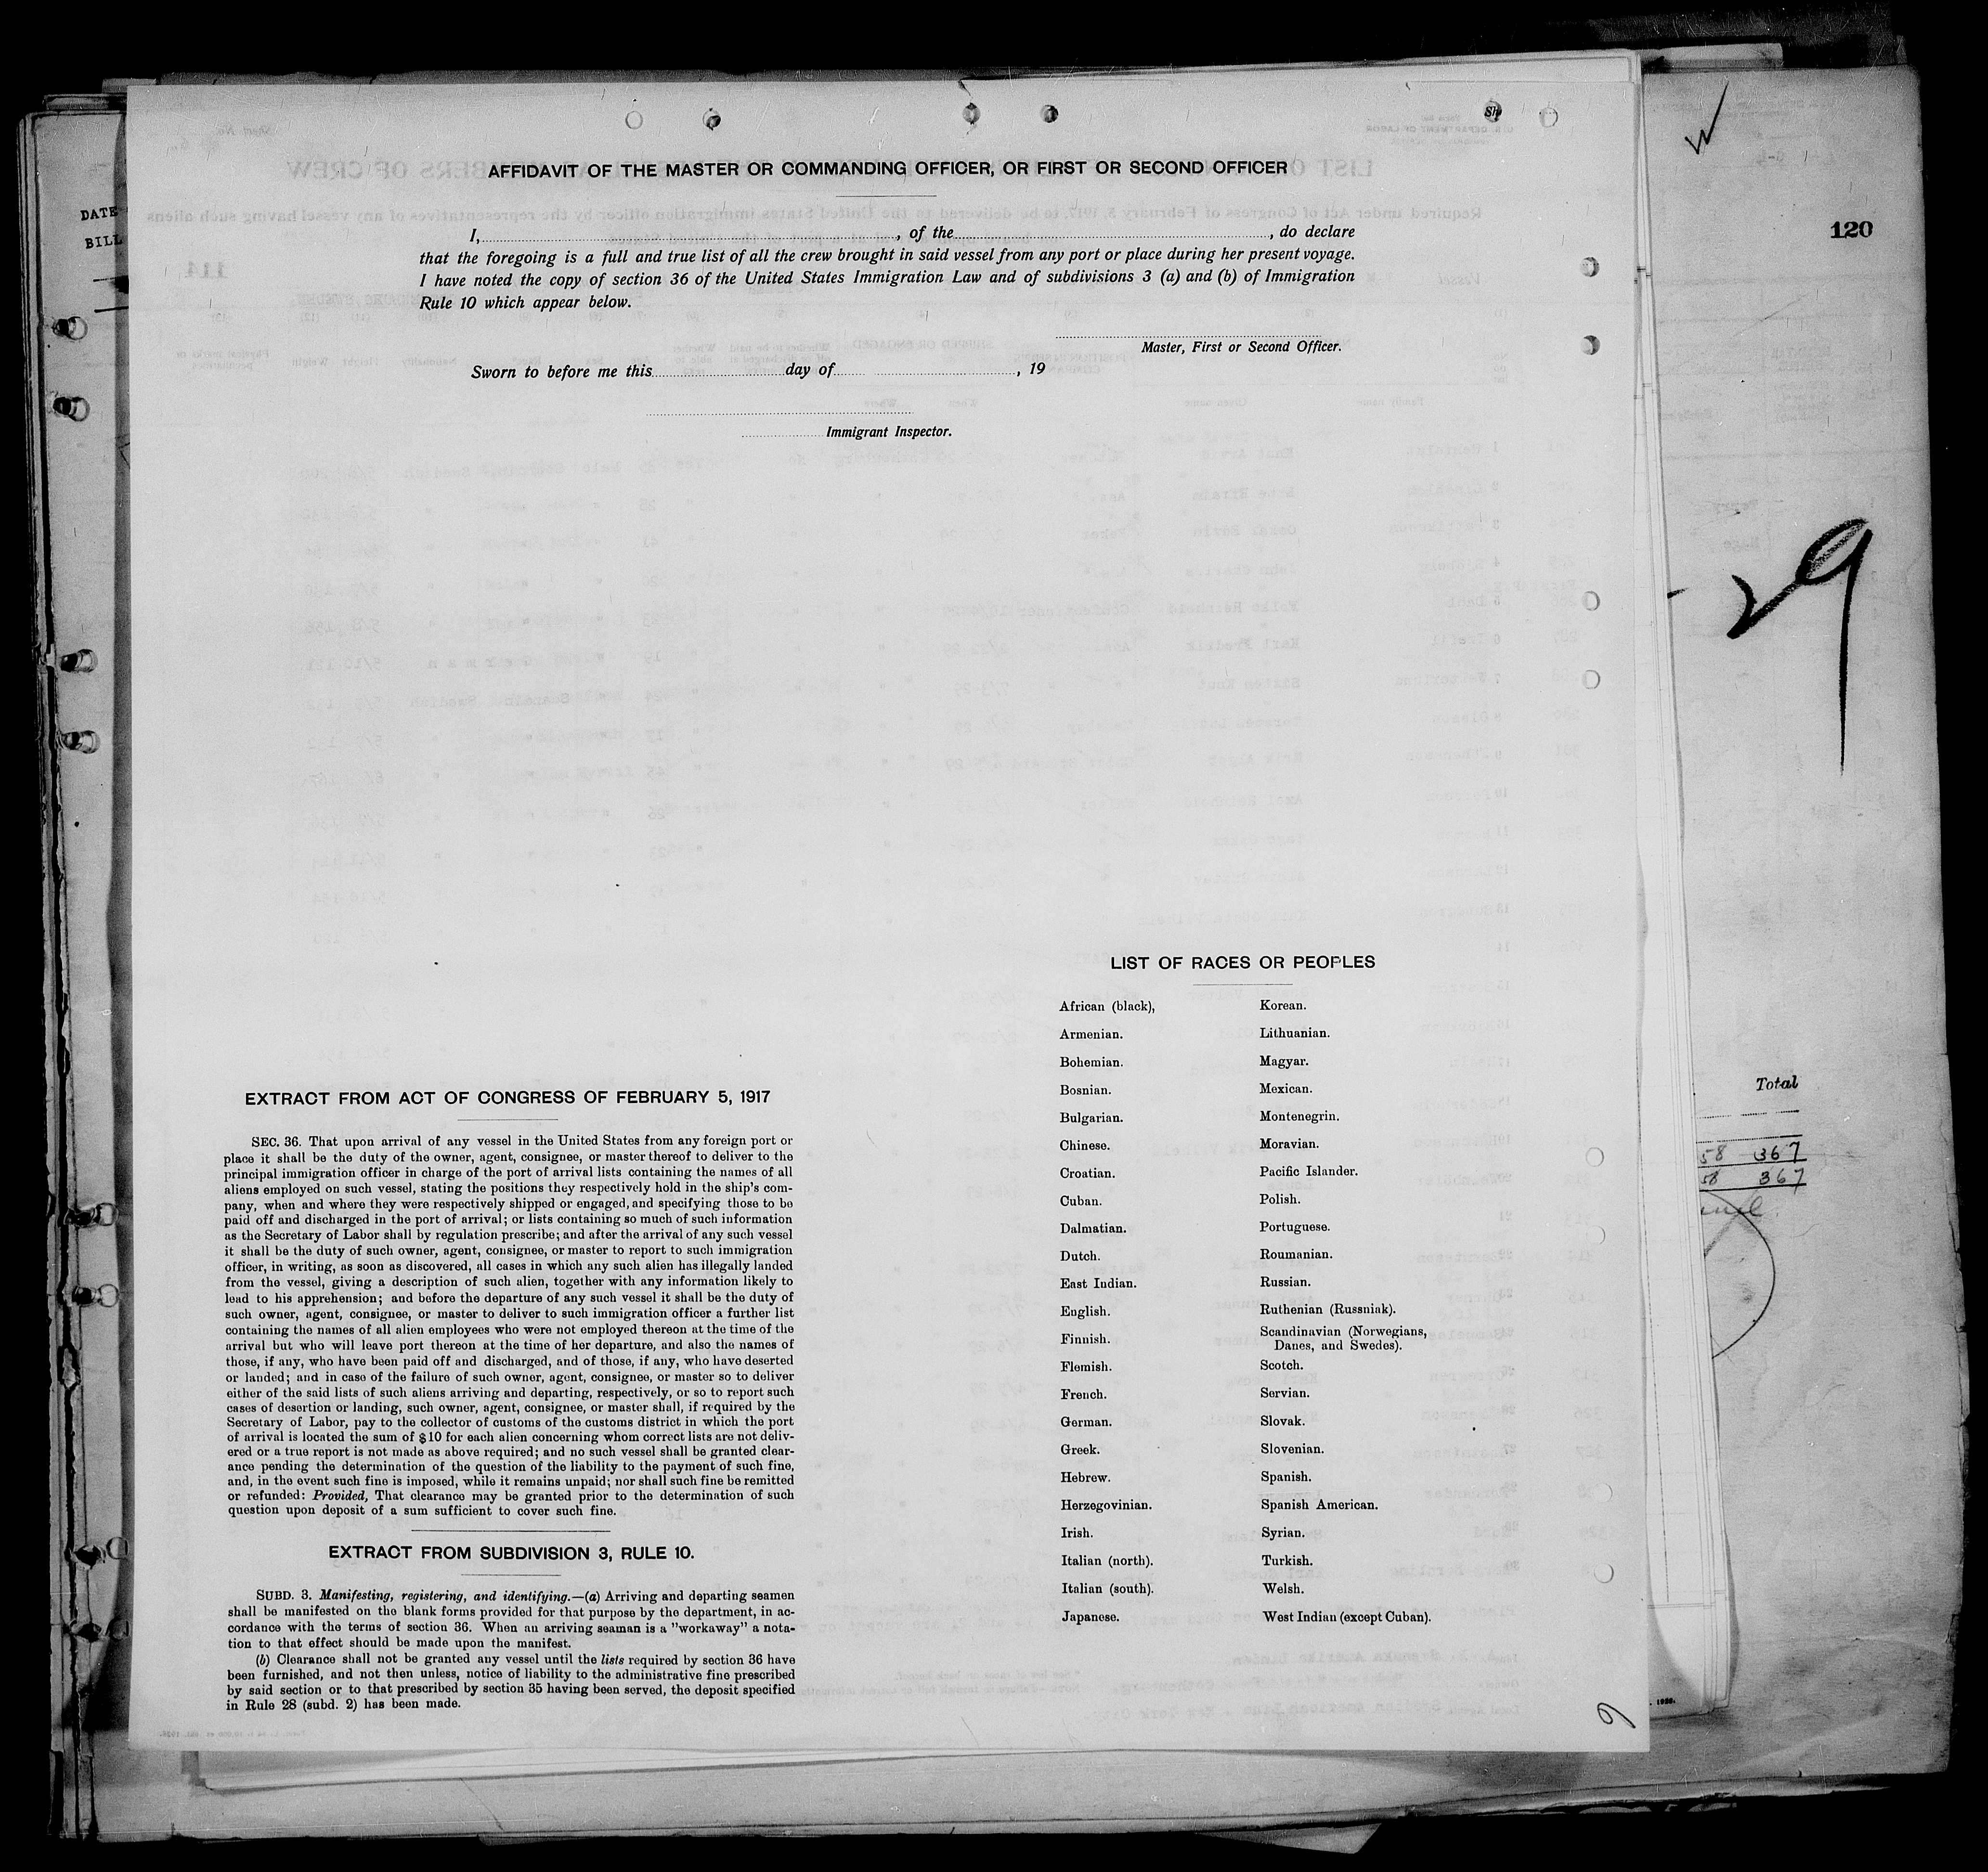 AFFIDAVIT OF THE MASTER OR COMMANDING OFFICER, OR FIRST OR SECOND OFFICER
I, , of the , do declare
that the foregoing is a full and true list of all the crew brought in said vessel from any port or place during her present voyage.
I have noted the copy of section 36 of the United States Immigration Law and of subdivisions 3 (a) and (b) of Immigration
Rule 10 which appear below.
Master, First or Second Officer.
Sworn to before me this day of , 19
Immigrant Inspector.
EXTRACT FROM ACT OF CONGRESS OF FEBRUARY 5, 1917
SEC. 36. That upon arrival of any vessel in the United States from any foreign port or
place it shall be the duty of the owner, agent, consignee, or master thereof to deliver to the
principal immigration officer in charge of the port of arrival lists containing the names of all
aliens employed on such vessel, stating the positions they respectively hold in the ship's com-
pany, when and where they were respectively shipped or engaged, and specifying those to be
paid off and discharged in the port of arrival; or lists containing so much of such information
as the Secretary of Labor shall by regulation prescribe; and after the arrival of any such vessel
it shall be the duty of such owner, agent, consignee, or master to report to such immigration
officer, in writing, as soon as discovered, all cases in which any such alien has illegally landed
from the vessel, giving a description of such alien, together with any information likely to
lead to his apprehension; and before the departure of any such vessel it shall be the duty of
such owner, agent, consignee, or master to deliver to such immigration officer a further list
containing the names of all alien employees who were not employed thereon at the time of the
arrival but who will leave port thereon at the time of her departure, and also the names of
those, if any, who have been paid off and discharged, and of those, if any, who have deserted
or landed; and in case of the failure of such owner, agent, consignee, or master so to deliver
either of the said lists of such aliens arriving and departing, respectively, or so to report such
cases of desertion or landing, such owner, agent, consignee, or master shall, if required by the
Secretary of Labor, pay to the collector of customs of the customs district in which the port
of arrival is located the sum of $10 for each alien concerning whom correct lists are not deliv-
ered or a true report is not made as above required; and no such vessel shall be granted clear-
ance pending the determination of the question of the liability to the payment of such fine,
and, in the event such fine is imposed, while it remains unpaid; nor shall such fine be remitted
or refunded: Provided, That clearance may be granted prior to the determination of such
question upon deposit of a sum sufficient to cover such fine.
EXTRACT FROM SUBDIVISION 3, RULE 10.
SUBD. 3. Manifesting, registering, and identifying.—(a) Arriving and departing seamen
shall be manifested on the blank forms provided for that purpose by the department, in ac-
cordance with the terms of section 36. When an arriving seaman is a "workaway" a nota-
tion to that effect should be made upon the manifest.
(b) Clearance shall not be granted any vessel until the lists required by section 36 have
been furnished, and not then unless, notice of liability to the administrative fine prescribed
by said section or to that prescribed by section 35 having been served, the deposit specified
in Rule 28 (subd. 2) has been made.
LIST OF RACES OR PEOPLES
African (black),
Armenian.
Bohemian.
Bosnian.
Bulgarian.
Chinese.
Croatian.
Cuban.
Dalmatian.
Dutch.
East Indian.
English.
Finnish.
Flemish.
French.
German.
Greek.
Hebrew.
Herzegovinian.
Irish.
Italian (north).
Italian (south).
Japanese.
Korean.
Lithuanian.
Magyar.
Mexican.
Montenegrin.
Moravian.
Pacific Islander.
Polish.
Portuguese.
Roumanian.
Russian.
Ruthenian (Russniak).
Scandinavian (Norwegians,
Danes, and Swedes).
Scotch.
Servian.
Slovak.
Slovenian.
Spanish.
Spanish American.
Syrian.
Turkish.
Welsh.
West Indian (except Cuban).
DATE
BILL
120
29
Total
58 367
58 367
9